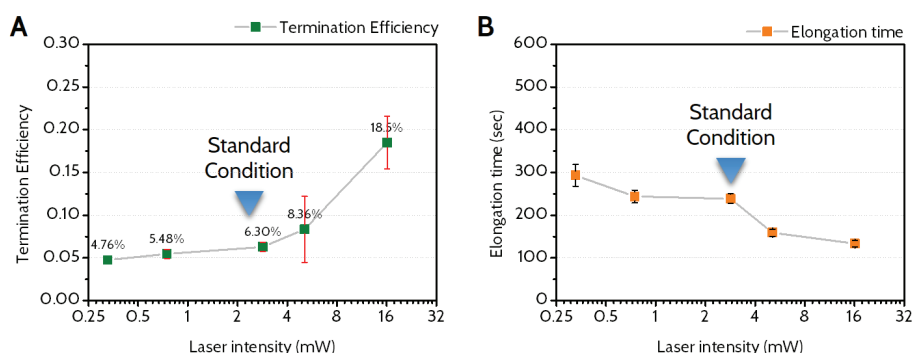 A
Termination Efficiency
0.30
0.25
0.20
0.15
0.10
0.05
0.00
Termination Efficiency
Standard
Condition
4.76%
5.48%
6.30%
8.36%
18.5%
0.25 0.5 1 2 4 8 16 32
Laser intensity (mW)
B
Elongation time
600
500
400
300
200
100
0
Elongation time (sec)
Standard
Condition
0.25 0.5 1 2 4 8 16 32
Laser intensity (mW)